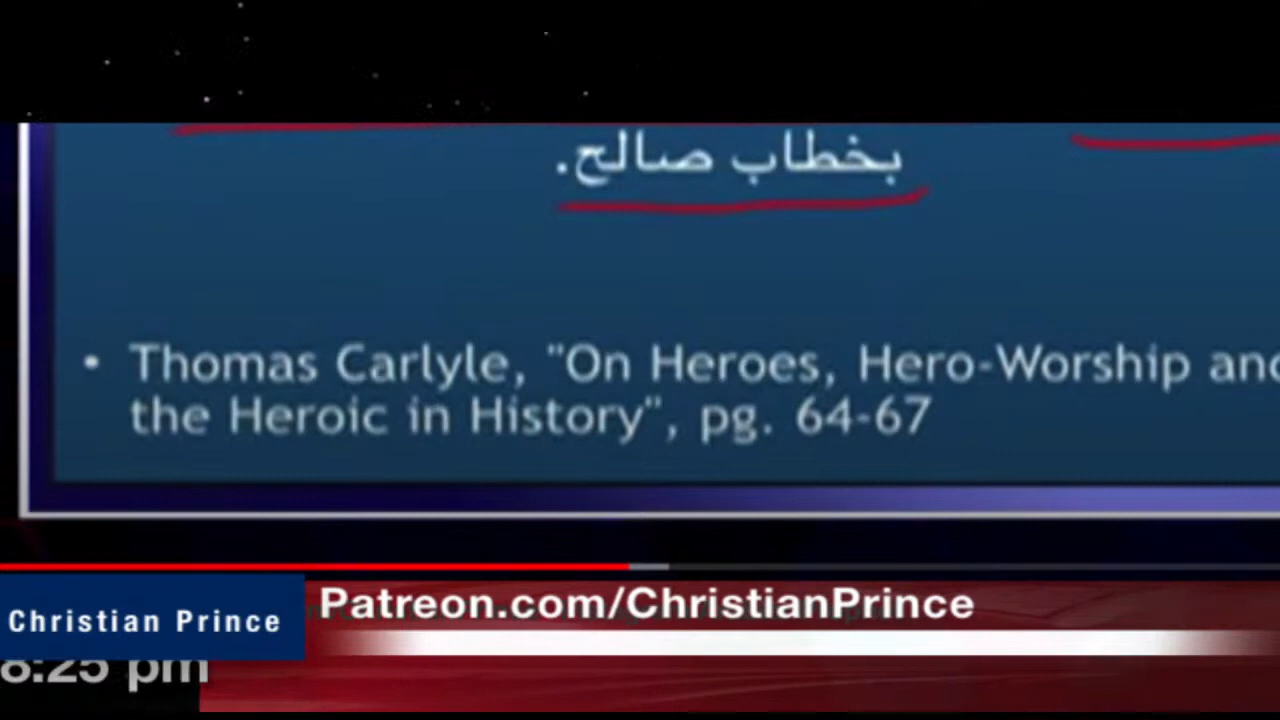 بخطاب صالح.
• Thomas Carlyle, "On Heroes, Hero-Worship and
the Heroic in History", pg. 64-67
Patreon.com/ChristianPrince
Christian Prince
8:25 pm